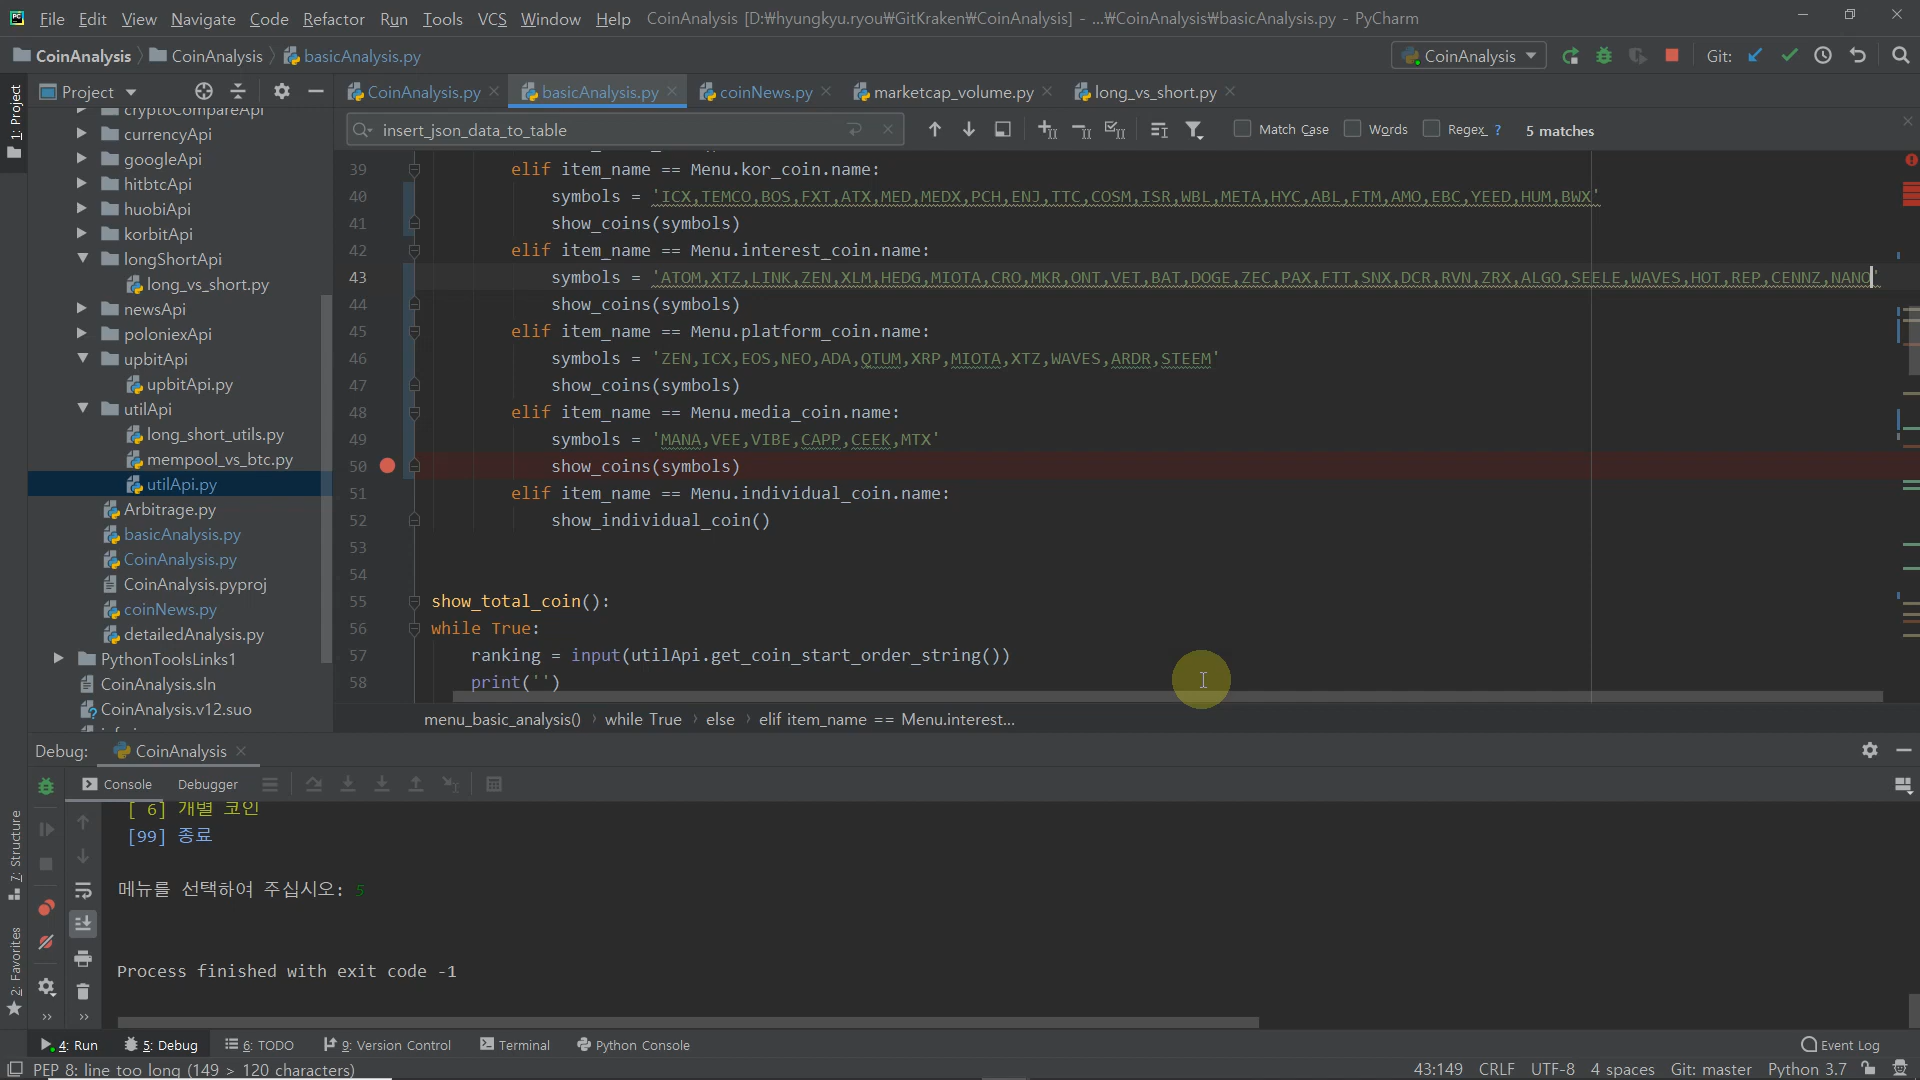 File Edit View Navigate Code Refactor Run Tools VCS Window Help CoinAnalysis [D:₩hyungkyu.ryou₩GitKraken₩CoinAnalysis] - ...₩CoinAnalysis₩basicAnalysis.py - PyCharm
CoinAnalysis CoinAnalysis basicAnalysis.py CoinAnalysis Git:
1: Project
Project
CoinAnalysis.py basicAnalysis.py coinNews.py marketcap_volume.py long_vs_short.py
insert_json_data_to_table Match Case Words Regex ? 5 matches
cryptoCompareApi
currencyApi
googleApi
hitbtcApi
huobiApi
korbitApi
longShortApi
long_vs_short.py
newsApi
poloniexApi
upbitApi
upbitApi.py
utilApi
long_short_utils.py
mempool_vs_btc.py
utilApi.py
Arbitrage.py
basicAnalysis.py
CoinAnalysis.py
CoinAnalysis.pyproj
coinNews.py
detailedAnalysis.py
PythonToolsLinks1
CoinAnalysis.sln
CoinAnalysis.v12.suo
39 elif item_name == Menu.kor_coin.name:
40 symbols = 'ICX,TEMCO,BOS,FXT,ATX,MED,MEDX,PCH,ENJ,TTC,COSM,ISR,WBL,META,HYC,ABL,FTM,AMO,EBC,YEED,HUM,BWX'
41 show_coins(symbols)
42 elif item_name == Menu.interest_coin.name:
43 symbols = 'ATOM,XTZ,LINK,ZEN,XLM,HEDG,MIOTA,CRO,MKR,ONT,VET,BAT,DOGE,ZEC,PAX,FTT,SNX,DCR,RVN,ZRX,ALGO,SEELE,WAVES,HOT,REP,CENNZ,NANO'
44 show_coins(symbols)
45 elif item_name == Menu.platform_coin.name:
46 symbols = 'ZEN,ICX,EOS,NEO,ADA,QTUM,XRP,MIOTA,XTZ,WAVES,ARDR,STEEM'
47 show_coins(symbols)
48 elif item_name == Menu.media_coin.name:
49 symbols = 'MANA,VEE,VIBE,CAPP,CEEK,MTX'
50 show_coins(symbols)
51 elif item_name == Menu.individual_coin.name:
52 show_individual_coin()
53
54
55 show_total_coin():
56 while True:
57 ranking = input(utilApi.get_coin_start_order_string())
58 print('')
menu_basic_analysis() while True else elif item_name == Menu.interest...
Debug: CoinAnalysis
Console Debugger
[ 6] 개별 코인
[99] 종료
메뉴를 선택하여 주십시오: 5
Process finished with exit code -1
7: Structure
2: Favorites
4: Run 5: Debug 6: TODO 9: Version Control Terminal Python Console Event Log
PEP 8: line too long (149 > 120 characters) 43:149 CRLF UTF-8 4 spaces Git: master Python 3.7